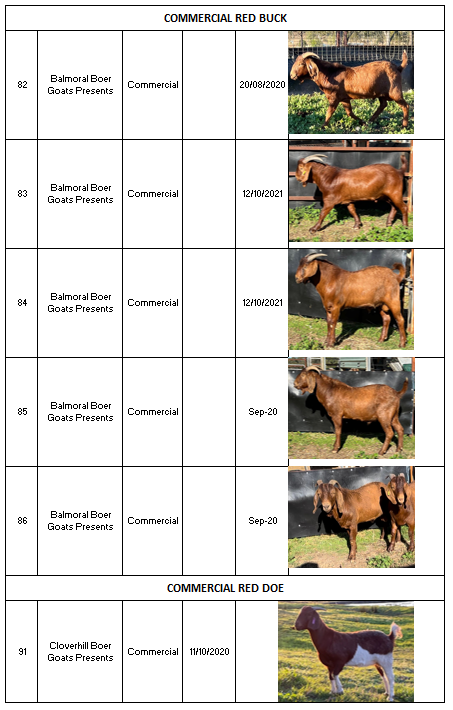 COMMERCIAL RED BUCK
82 Balmoral Boer Goats Presents Commercial 20/08/2020
83 Balmoral Boer Goats Presents Commercial 12/10/2021
84 Balmoral Boer Goats Presents Commercial 12/10/2021
85 Balmoral Boer Goats Presents Commercial Sep-20
86 Balmoral Boer Goats Presents Commercial Sep-20
COMMERCIAL RED DOE
91 Cloverhill Boer Goats Presents Commercial 11/10/2020